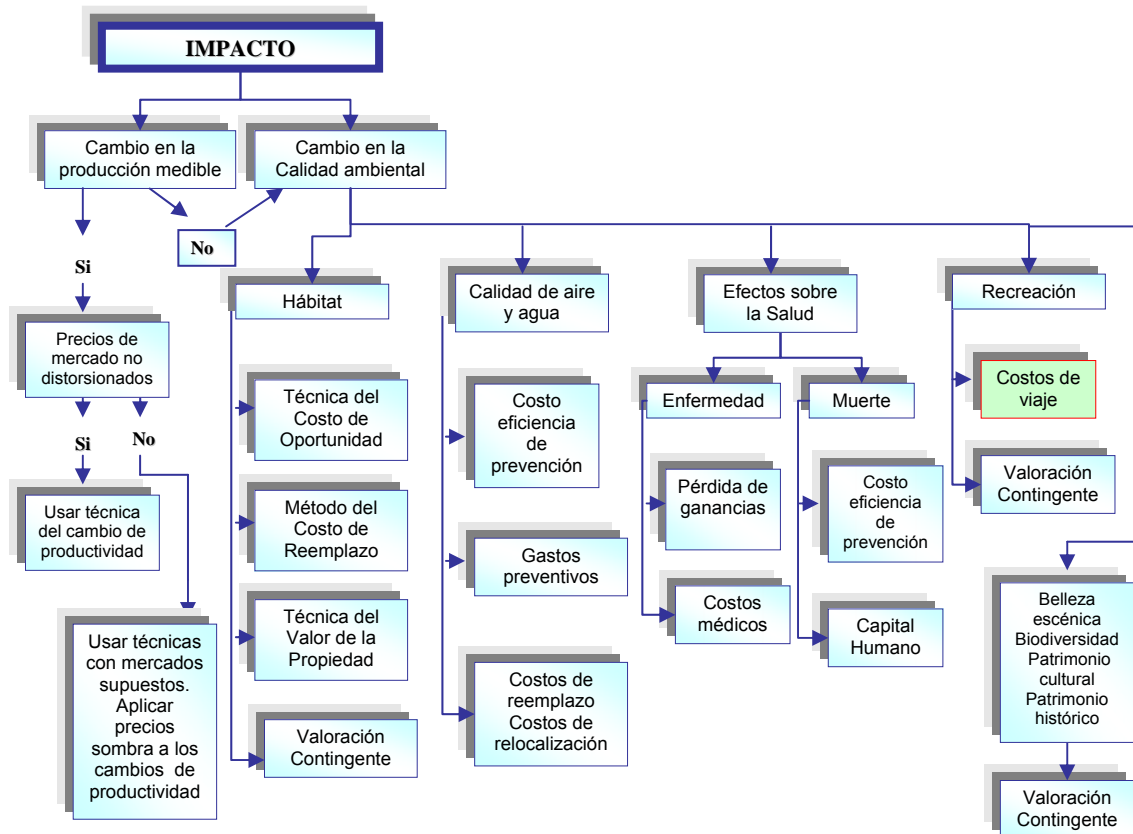 IMPACTO
Cambio en la
producción medible
Cambio en la
Calidad ambiental
No
Si
Hábitat
Calidad de aire
y agua
Efectos sobre
la Salud
Recreación
Precios de
mercado no
distorsionados
Si
No
Usar técnica
del cambio de
productividad
Usar técnicas
con mercados
supuestos.
Aplicar
precios
sombra a los
cambios de
productividad
Técnica del
Costo de
Oportunidad
Método del
Costo de
Reemplazo
Técnica del
Valor de la
Propiedad
Valoración
Contingente
Costo
eficiencia
de
prevención
Gastos
preventivos
Costos de
reemplazo
Costos de
relocalización
Enfermedad
Muerte
Pérdida de
ganancias
Costos
médicos
Costo
eficiencia
de
prevención
Capital
Humano
Costos de
viaje
Valoración
Contingente
Belleza
escénica
Biodiversidad
Patrimonio
cultural
Patrimonio
histórico
Valoración
Contingente